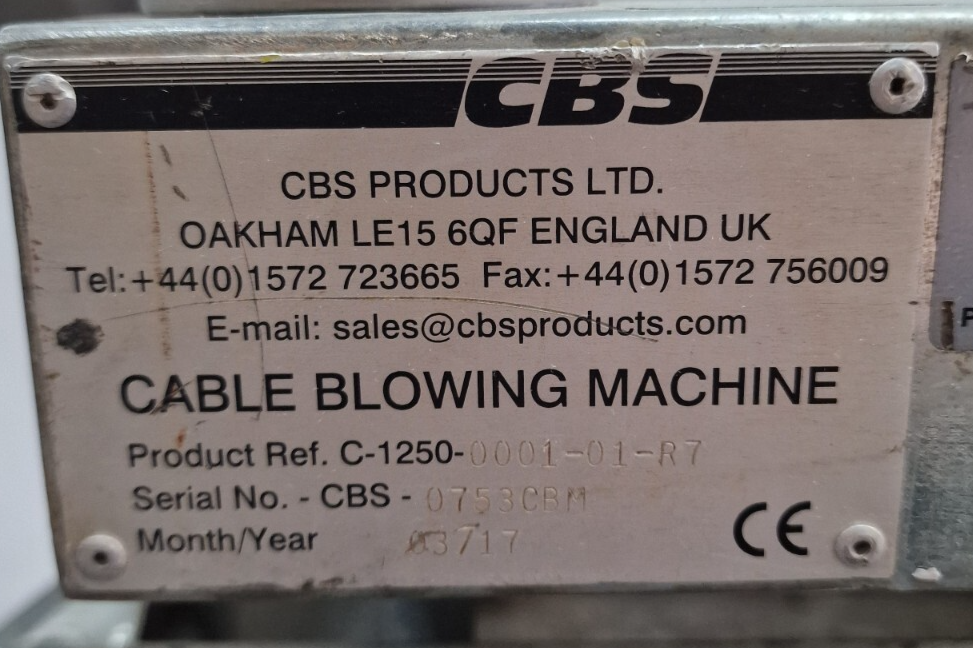 CBS
CBS PRODUCTS LTD.
OAKHAM LE15 6QF ENGLAND UK
Tel:+44(0)1572 723665 Fax:+44(0)1572 756009
E-mail: sales@cbsproducts.com
CABLE BLOWING MACHINE
Product Ref. C-1250-0001-01-R7
Serial No. - CBS - 0753CBM
Month/Year 03/17
CE